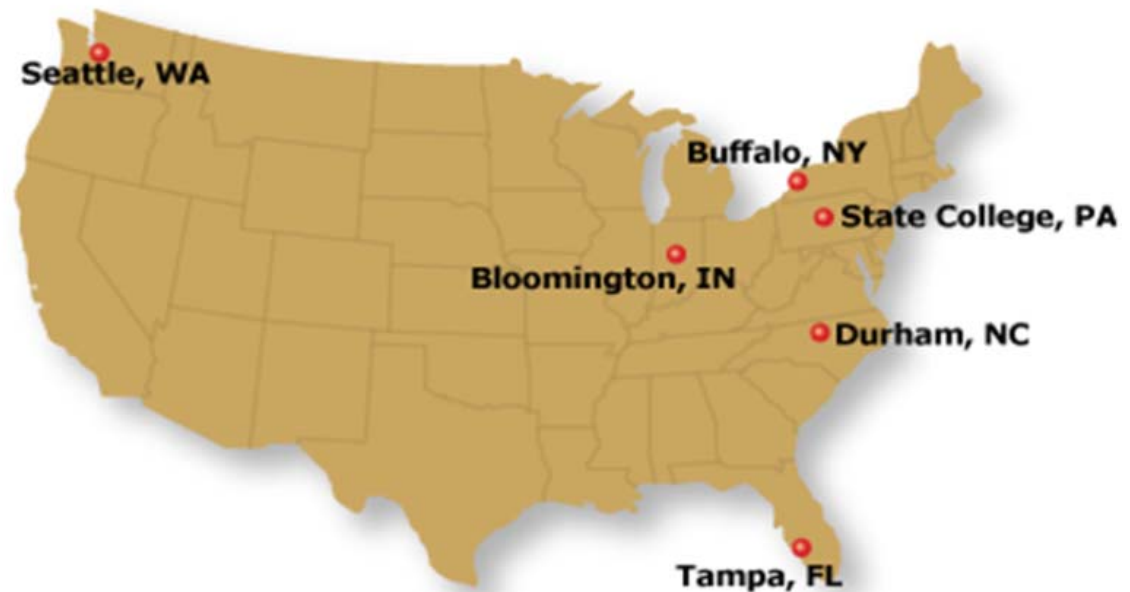 Seattle, WA
Buffalo, NY
State College, PA
Bloomington, IN
Durham, NC
Tampa, FL